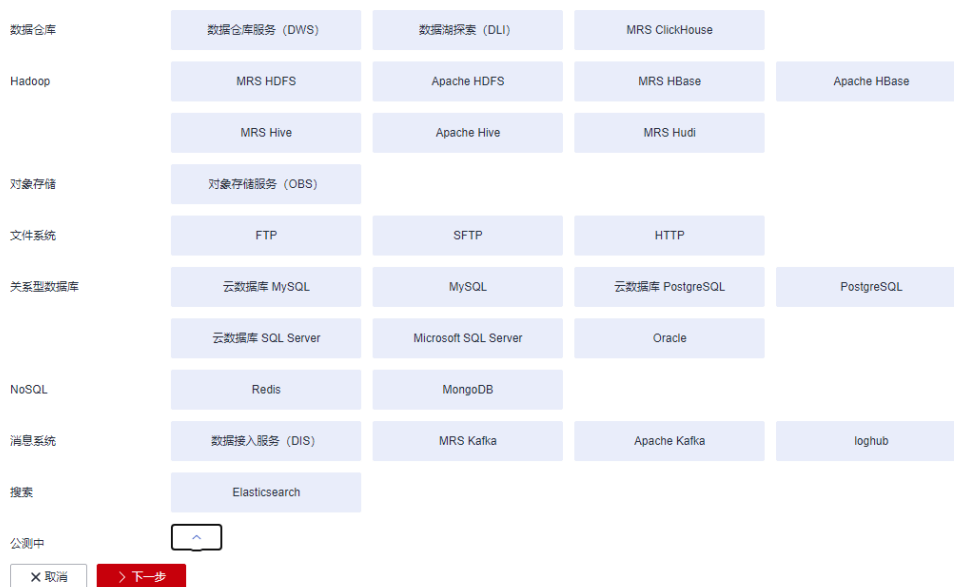 数据仓库 数据仓库服务（DWS） 数据湖探索（DLI） MRS ClickHouse
Hadoop MRS HDFS Apache HDFS MRS HBase Apache HBase
MRS Hive Apache Hive MRS Hudi
对象存储 对象存储服务（OBS）
文件系统 FTP SFTP HTTP
关系型数据库 云数据库 MySQL MySQL 云数据库 PostgreSQL PostgreSQL
云数据库 SQL Server Microsoft SQL Server Oracle
NoSQL Redis MongoDB
消息系统 数据接入服务（DIS） MRS Kafka Apache Kafka loghub
搜索 Elasticsearch
公测中
取消 下一步